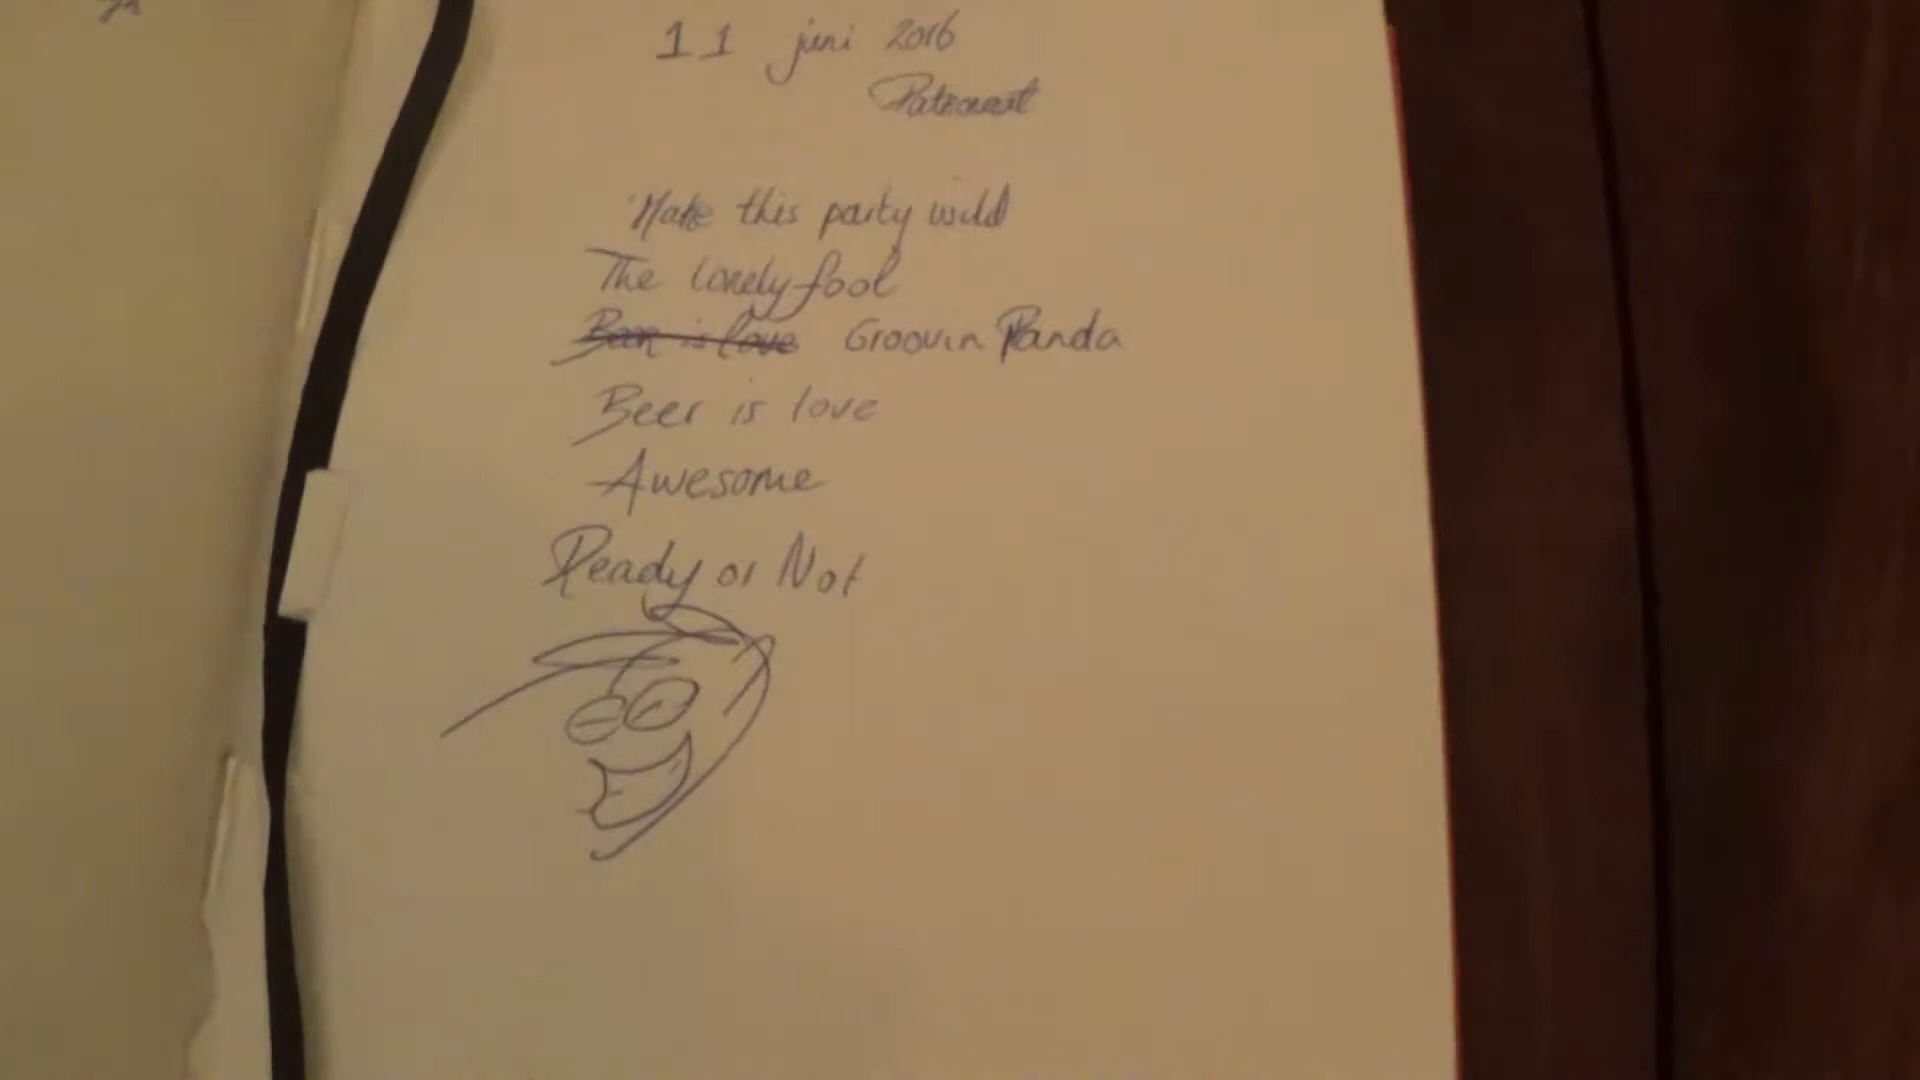 11 juni 2016
Make this party wild
The lonely fool
Beer is love Groovin Panda
Beer is love
Awesome
Ready or Not